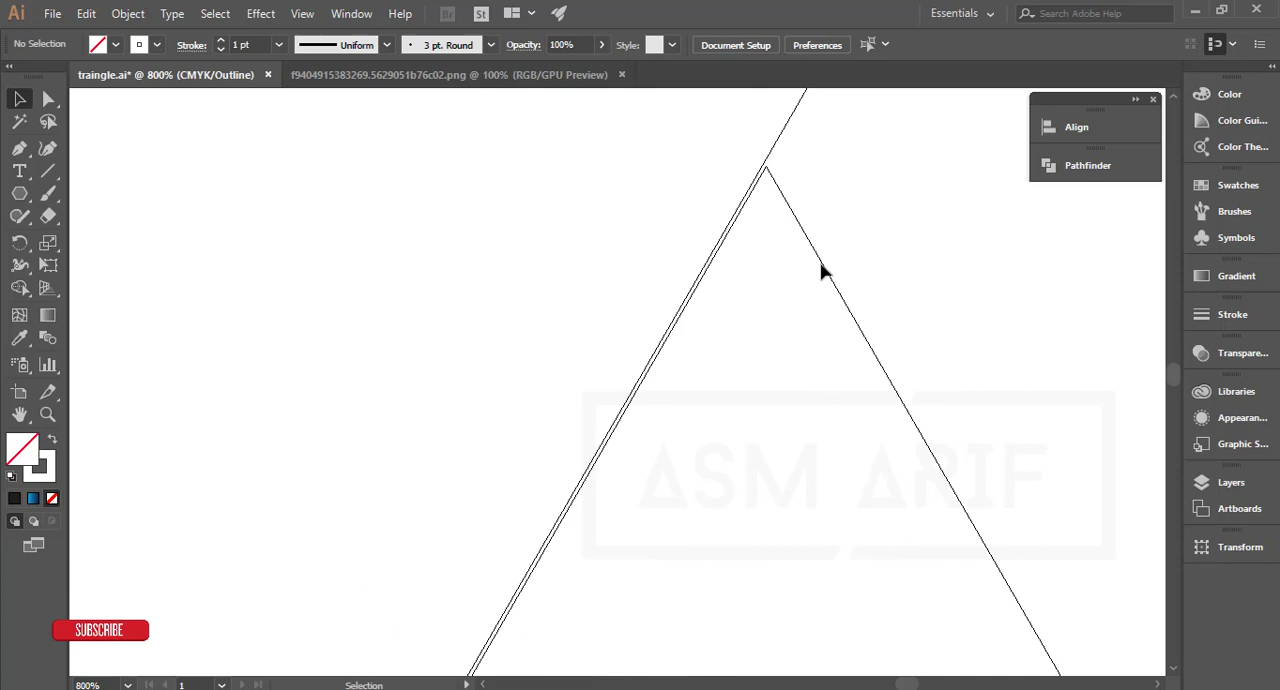 Ai File Edit Object Type Select Effect View Window Help Br St Essentials Search Adobe Help
No Selection Stroke: 1 pt Uniform 3 pt. Round Opacity: 100% Style: Document Setup Preferences
traingle.ai* @ 800% (CMYK/Outline) × f9404915383269.5629051b76c02.png @ 100% (RGB/GPU Preview) ×
Align
Pathfinder
Color
Color Gui...
Color The...
Swatches
Brushes
Symbols
Gradient
Stroke
Transpare...
Libraries
Appearan...
Graphic S...
Layers
Artboards
Transform
ASM ARIF
SUBSCRIBE
800% 1 Selection